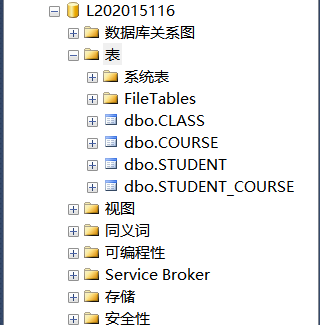 L202015116
数据库关系图
表
系统表
FileTables
dbo.CLASS
dbo.COURSE
dbo.STUDENT
dbo.STUDENT_COURSE
视图
同义词
可编程性
Service Broker
存储
安全性